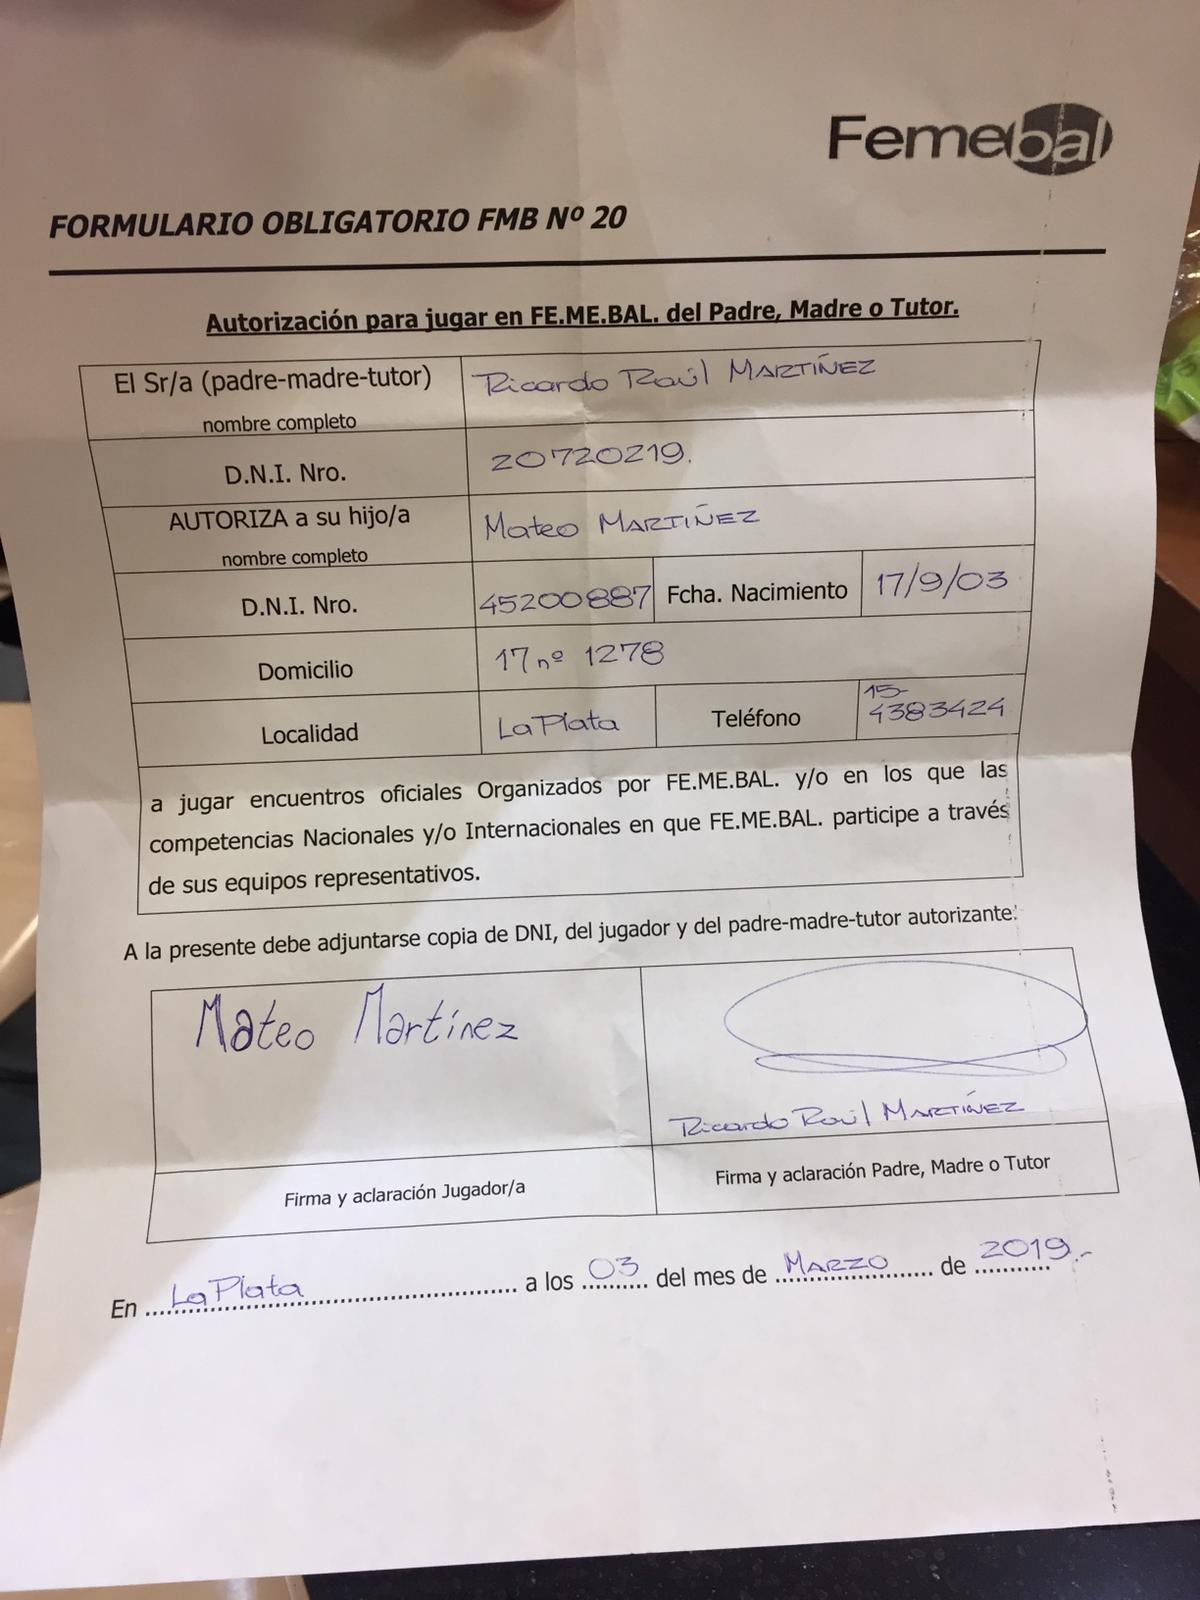 Femebal
FORMULARIO OBLIGATORIO FMB Nº 20
Autorización para jugar en FE.ME.BAL. del Padre, Madre o Tutor.
El Sr/a (padre-madre-tutor) Ricardo Raúl MARTÍNEZ
nombre completo
D.N.I. Nro. 20720219.
AUTORIZA a su hijo/a Mateo MARTÍNEZ
nombre completo
D.N.I. Nro. 45200887 Fcha. Nacimiento 17/9/03
Domicilio 17 nº 1278
Localidad La Plata Teléfono 15-
4383424
a jugar encuentros oficiales Organizados por FE.ME.BAL. y/o en los que las
competencias Nacionales y/o Internacionales en que FE.ME.BAL. participe a través
de sus equipos representativos.
A la presente debe adjuntarse copia de DNI, del jugador y del padre-madre-tutor autorizante.
Mateo Martínez
Ricardo Raúl MARTÍNEZ
Firma y aclaración Jugador/a Firma y aclaración Padre, Madre o Tutor
En La Plata a los 03 del mes de MARZO de 2019.-